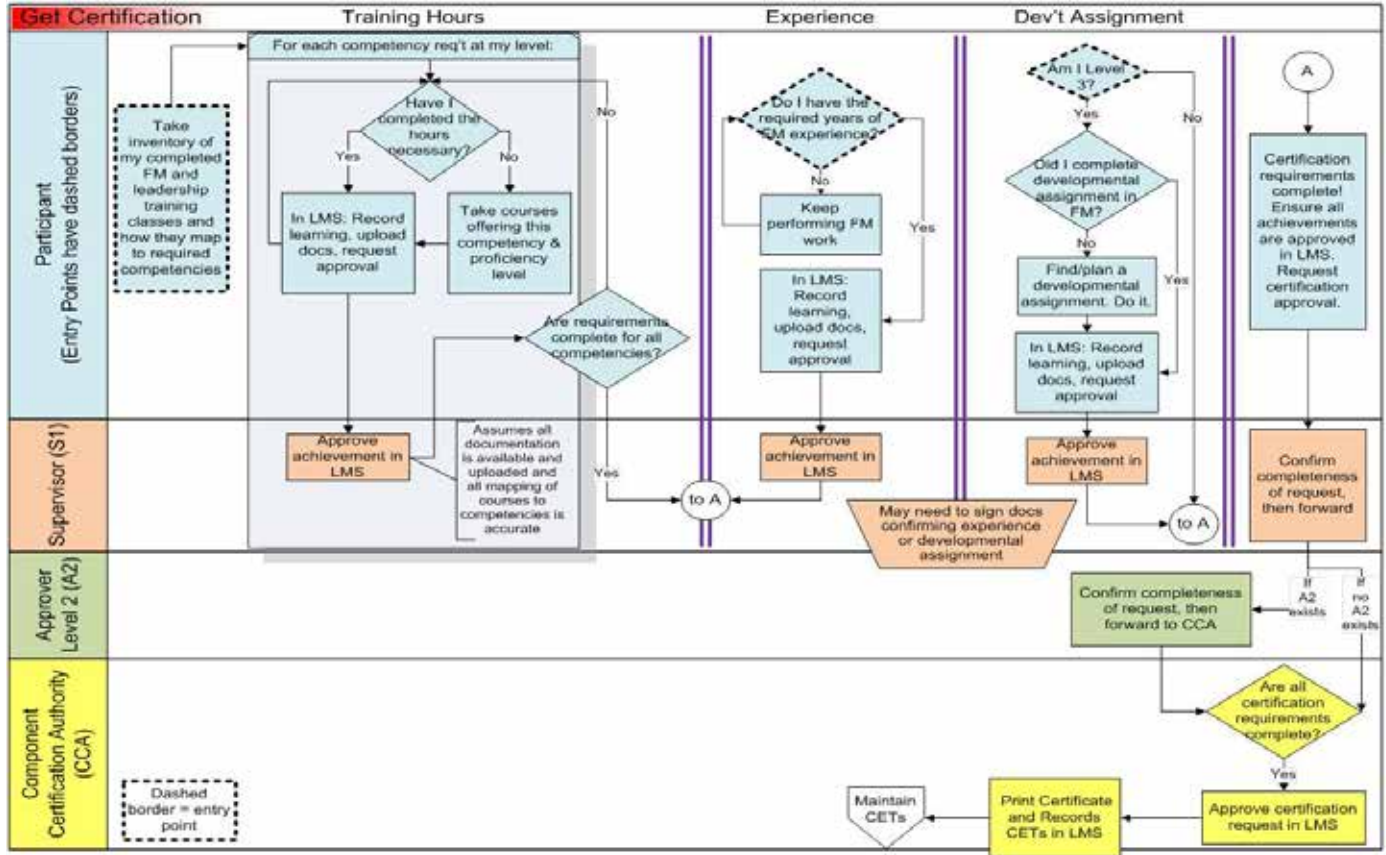 Get Certification
Training Hours
Experience
Dev't Assignment
Participant
(Entry Points have dashed borders)
Take
inventory of
my completed
FM and
leadership
training
classes and
how they map
to required
competencies
For each competency req't at my level:
Have I
completed the
hours
necessary?
Yes
No
No
In LMS: Record
learning, upload
docs, request
approval
Take courses
offering this
competency &
proficiency
level
Are requirements
complete for all
competencies?
Do I have the
required years of
FM experience?
No
Yes
Keep
performing FM
work
In LMS:
Record
learning,
upload docs,
request
approval
Am I Level
3?
Yes
No
Did I complete
developmental
assignment in
FM?
No
Yes
Find/plan a
developmental
assignment. Do it.
In LMS: Record
learning, upload
docs, request
approval
A
Certification
requirements
complete!
Ensure all
achievements
are approved
in LMS.
Request
certification
approval.
Supervisor (S1)
Approve
achievement in
LMS
Assumes all
documentation
is available and
uploaded and
all mapping of
courses to
competencies is
accurate
Yes
to A
Approve
achievement in
LMS
May need to sign docs
confirming experience
or developmental
assignment
Approve
achievement in
LMS
to A
Confirm
completeness
of request,
then forward
Approver
Level 2 (A2)
Confirm completeness
of request, then
forward to CCA
If
A2
exists
If
no
A2
exists
Component
Certification Authority
(CCA)
Are all
certification
requirements
complete?
Yes
Dashed
border = entry
point
Maintain
CETs
Print Certificate
and Records
CETs in LMS
Approve certification
request in LMS